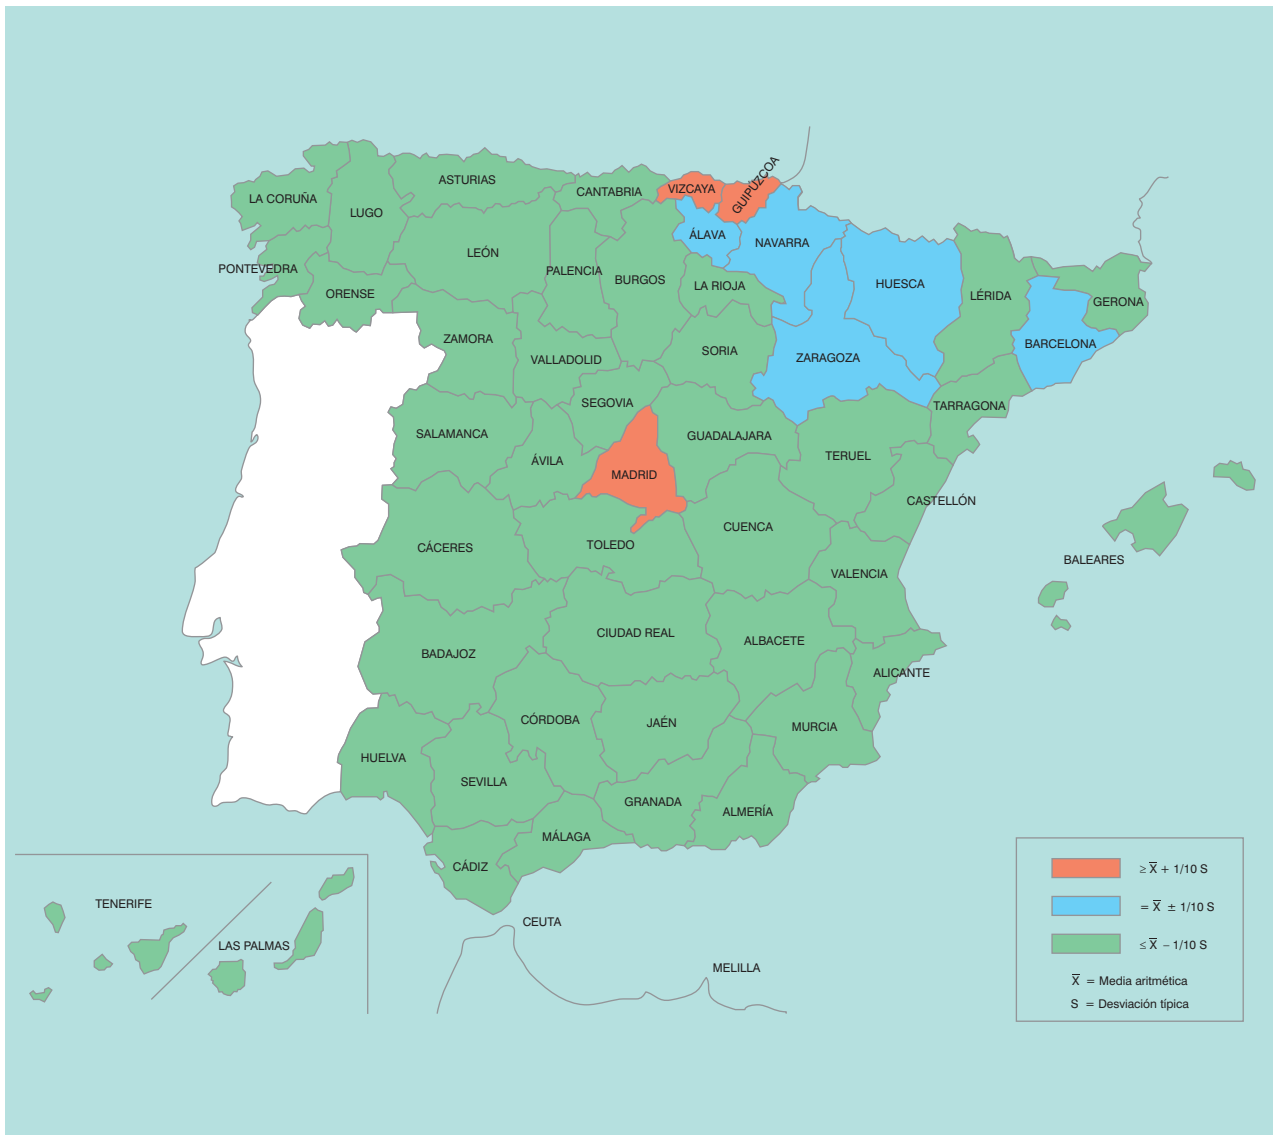 ASTURIAS
CANTABRIA
VIZCAYA
GUIPÚZCOA
LA CORUÑA
LUGO
ÁLAVA
NAVARRA
LEÓN
PONTEVEDRA
PALENCIA
BURGOS
LA RIOJA
HUESCA
ORENSE
LÉRIDA
GERONA
ZAMORA
VALLADOLID
SORIA
ZARAGOZA
BARCELONA
SEGOVIA
TARRAGONA
SALAMANCA
GUADALAJARA
ÁVILA
MADRID
TERUEL
CASTELLÓN
CUENCA
CÁCERES
TOLEDO
BALEARES
VALENCIA
CIUDAD REAL
ALBACETE
BADAJOZ
ALICANTE
CÓRDOBA
JAÉN
MURCIA
HUELVA
SEVILLA
GRANADA
ALMERÍA
MÁLAGA
CÁDIZ
TENERIFE
LAS PALMAS
CEUTA
MELILLA
≥ X̅ + 1/10 S
= X̅ ± 1/10 S
≤ X̅ – 1/10 S
X̅ = Media aritmética
S = Desviación típica